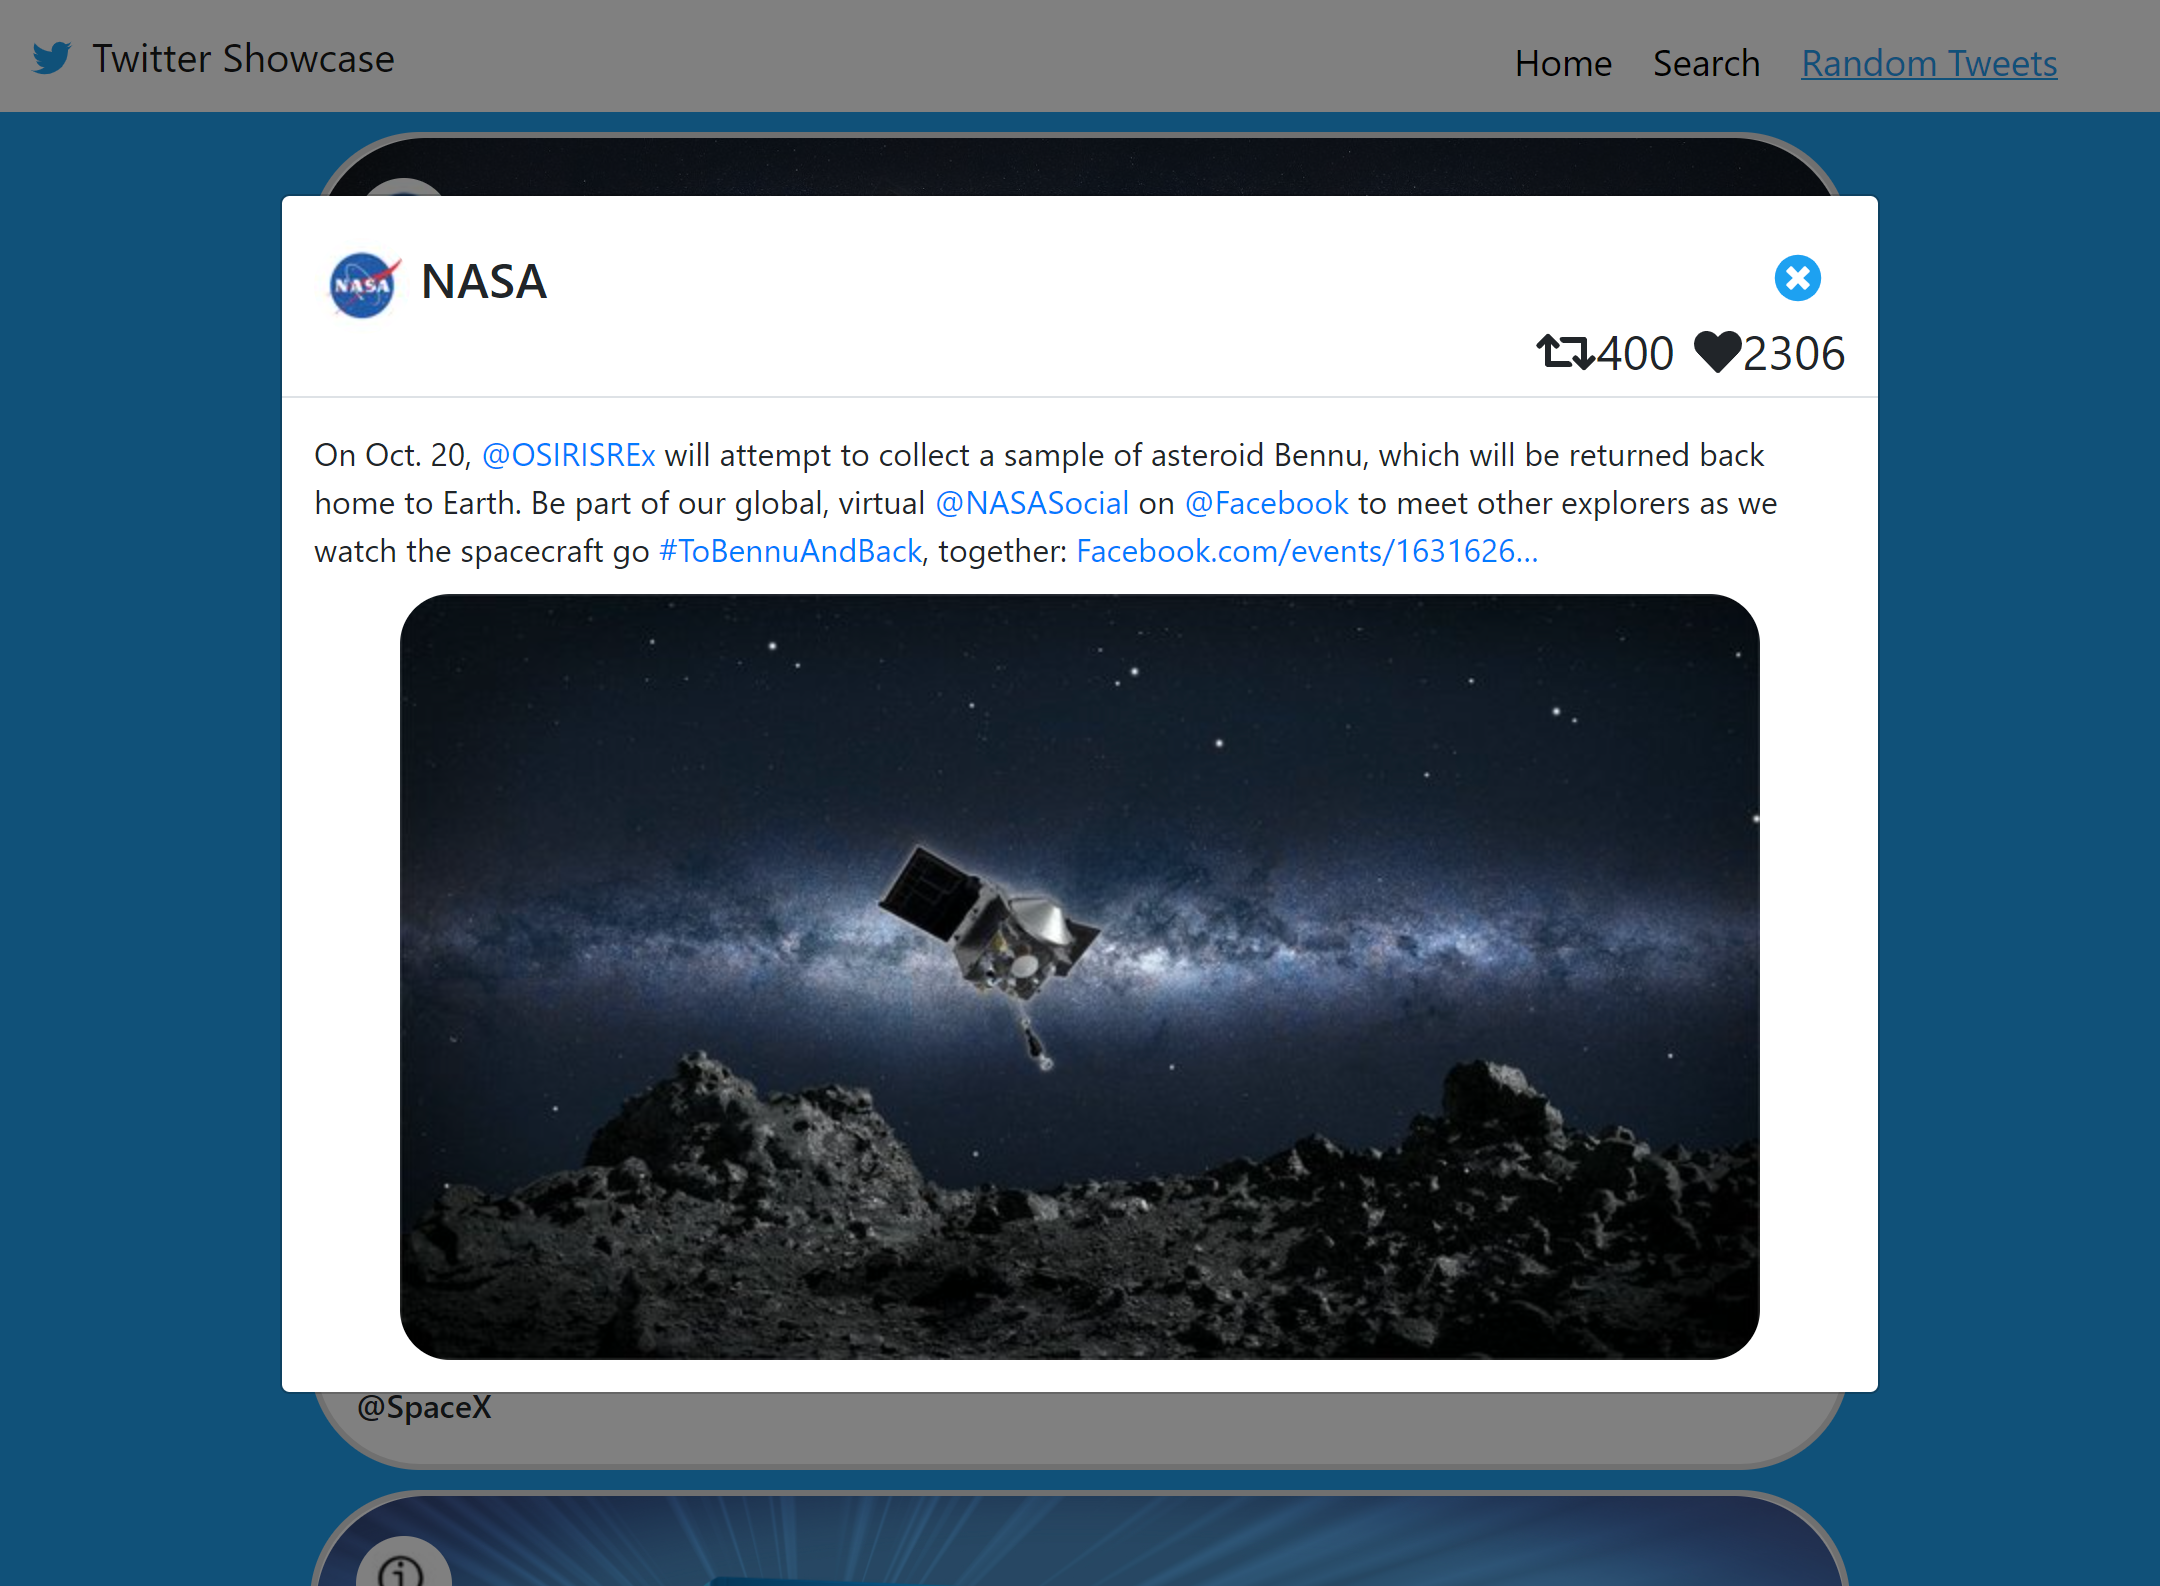 Twitter Showcase
Home Search Random Tweets
NASA NASA
400 2306
On Oct. 20, @OSIRISREx will attempt to collect a sample of asteroid Bennu, which will be returned back
home to Earth. Be part of our global, virtual @NASASocial on @Facebook to meet other explorers as we
watch the spacecraft go #ToBennuAndBack, together: Facebook.com/events/1631626...
@SpaceX